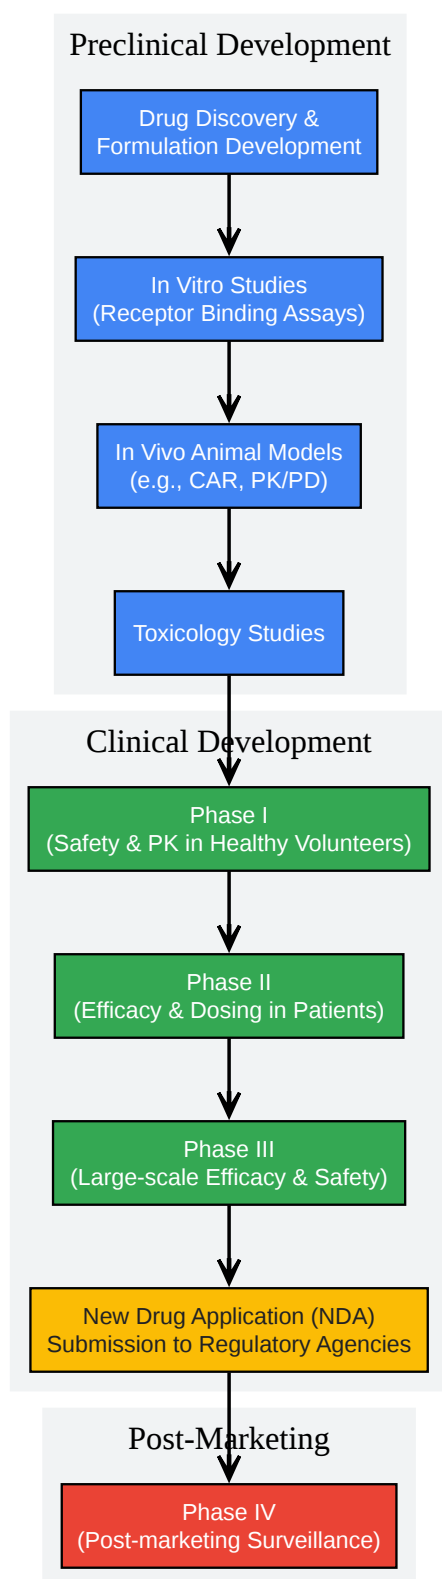 Preclinical Development
Drug Discovery &
Formulation Development
In Vitro Studies
(Receptor Binding Assays)
In Vivo Animal Models
(e.g., CAR, PK/PD)
Toxicology Studies
Clinical Development
Phase I
(Safety & PK in Healthy Volunteers)
Phase II
(Efficacy & Dosing in Patients)
Phase III
(Large-scale Efficacy & Safety)
New Drug Application (NDA)
Submission to Regulatory Agencies
Post-Marketing
Phase IV
(Post-marketing Surveillance)